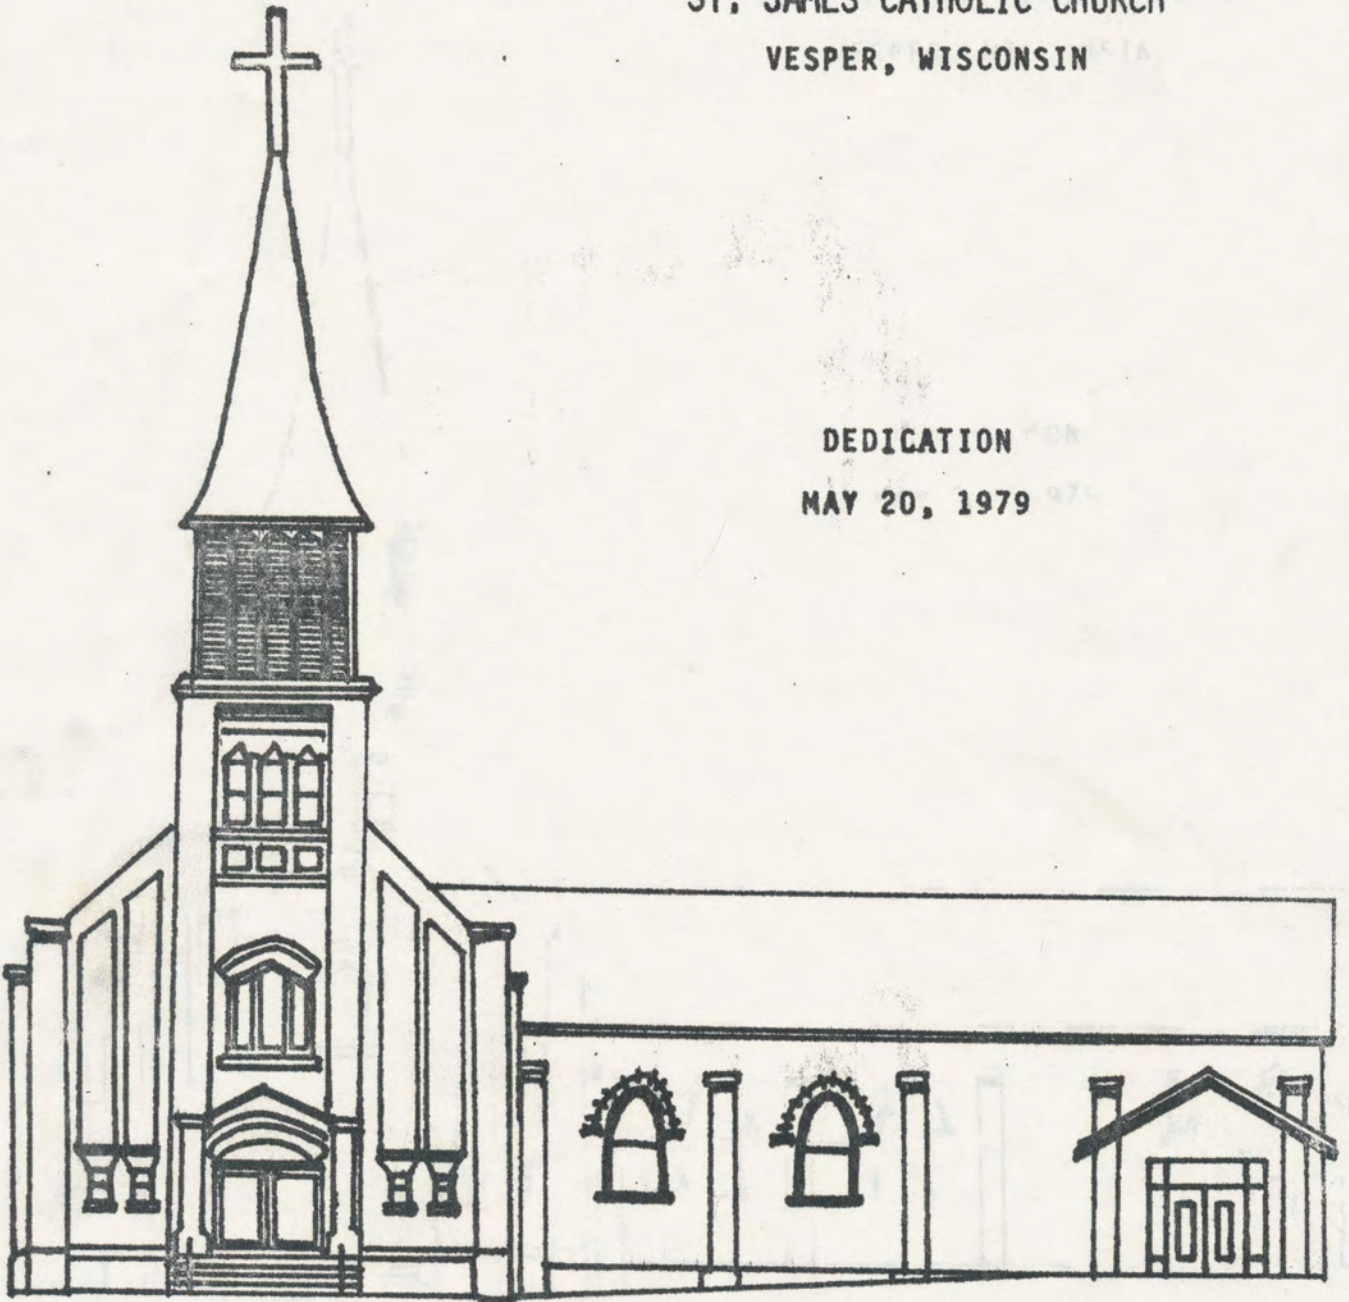 ST. JAMES CATHOLIC CHURCH
VESPER, WISCONSIN
DEDICATION
MAY 20, 1979